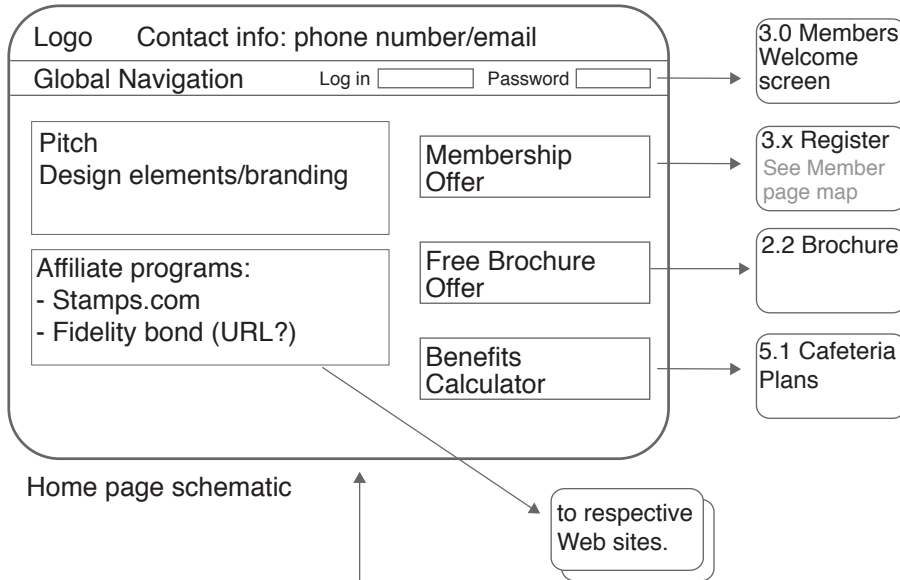 Logo Contact info: phone number/email
Global Navigation Log in Password
Pitch
Design elements/branding
Affiliate programs:
- Stamps.com
- Fidelity bond (URL?)
Membership
Offer
Free Brochure
Offer
Benefits
Calculator
3.0 Members
Welcome
screen
3.x Register
See Member
page map
2.2 Brochure
5.1 Cafeteria
Plans
Home page schematic
to respective
Web sites.